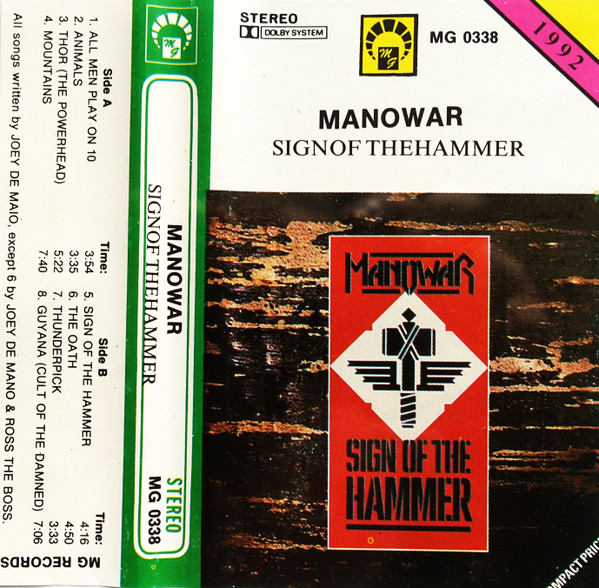 Side A
Time:
1. ALL MEN PLAY ON 10 3:54
2. ANIMALS 3:35
3. THOR (THE POWERHEAD) 5:22
4. MOUNTAINS 7:40
Side B
Time:
5. SIGN OF THE HAMMER 4:16
6. THE OATH 4:50
7. THUNDERPICK 3:33
8. GUYANA (CULT OF THE DAMNED) 7:06
All songs written by JOEY DE MAIO, except 6 by JOEY DE MANO & ROSS THE BOSS.
MG RECORDS
MG
MANOWAR
SIGNOF THEHAMMER
STEREO
MG 0338
STEREO
DOLBY SYSTEM
MG
MG 0338
1992
MANOWAR
SIGNOF THEHAMMER
MANOWAR
SIGN OF THE
HAMMER